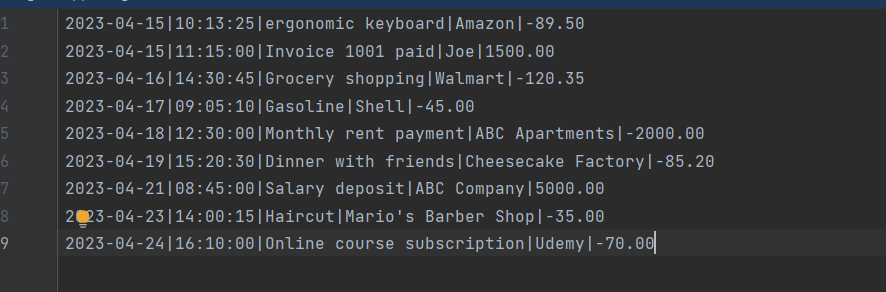 1 2023-04-15|10:13:25|ergonomic keyboard|Amazon|-89.50
2 2023-04-15|11:15:00|Invoice 1001 paid|Joe|1500.00
3 2023-04-16|14:30:45|Grocery shopping|Walmart|-120.35
4 2023-04-17|09:05:10|Gasoline|Shell|-45.00
5 2023-04-18|12:30:00|Monthly rent payment|ABC Apartments|-2000.00
6 2023-04-19|15:20:30|Dinner with friends|Cheesecake Factory|-85.20
7 2023-04-21|08:45:00|Salary deposit|ABC Company|5000.00
8 2023-04-23|14:00:15|Haircut|Mario's Barber Shop|-35.00
9 2023-04-24|16:10:00|Online course subscription|Udemy|-70.00